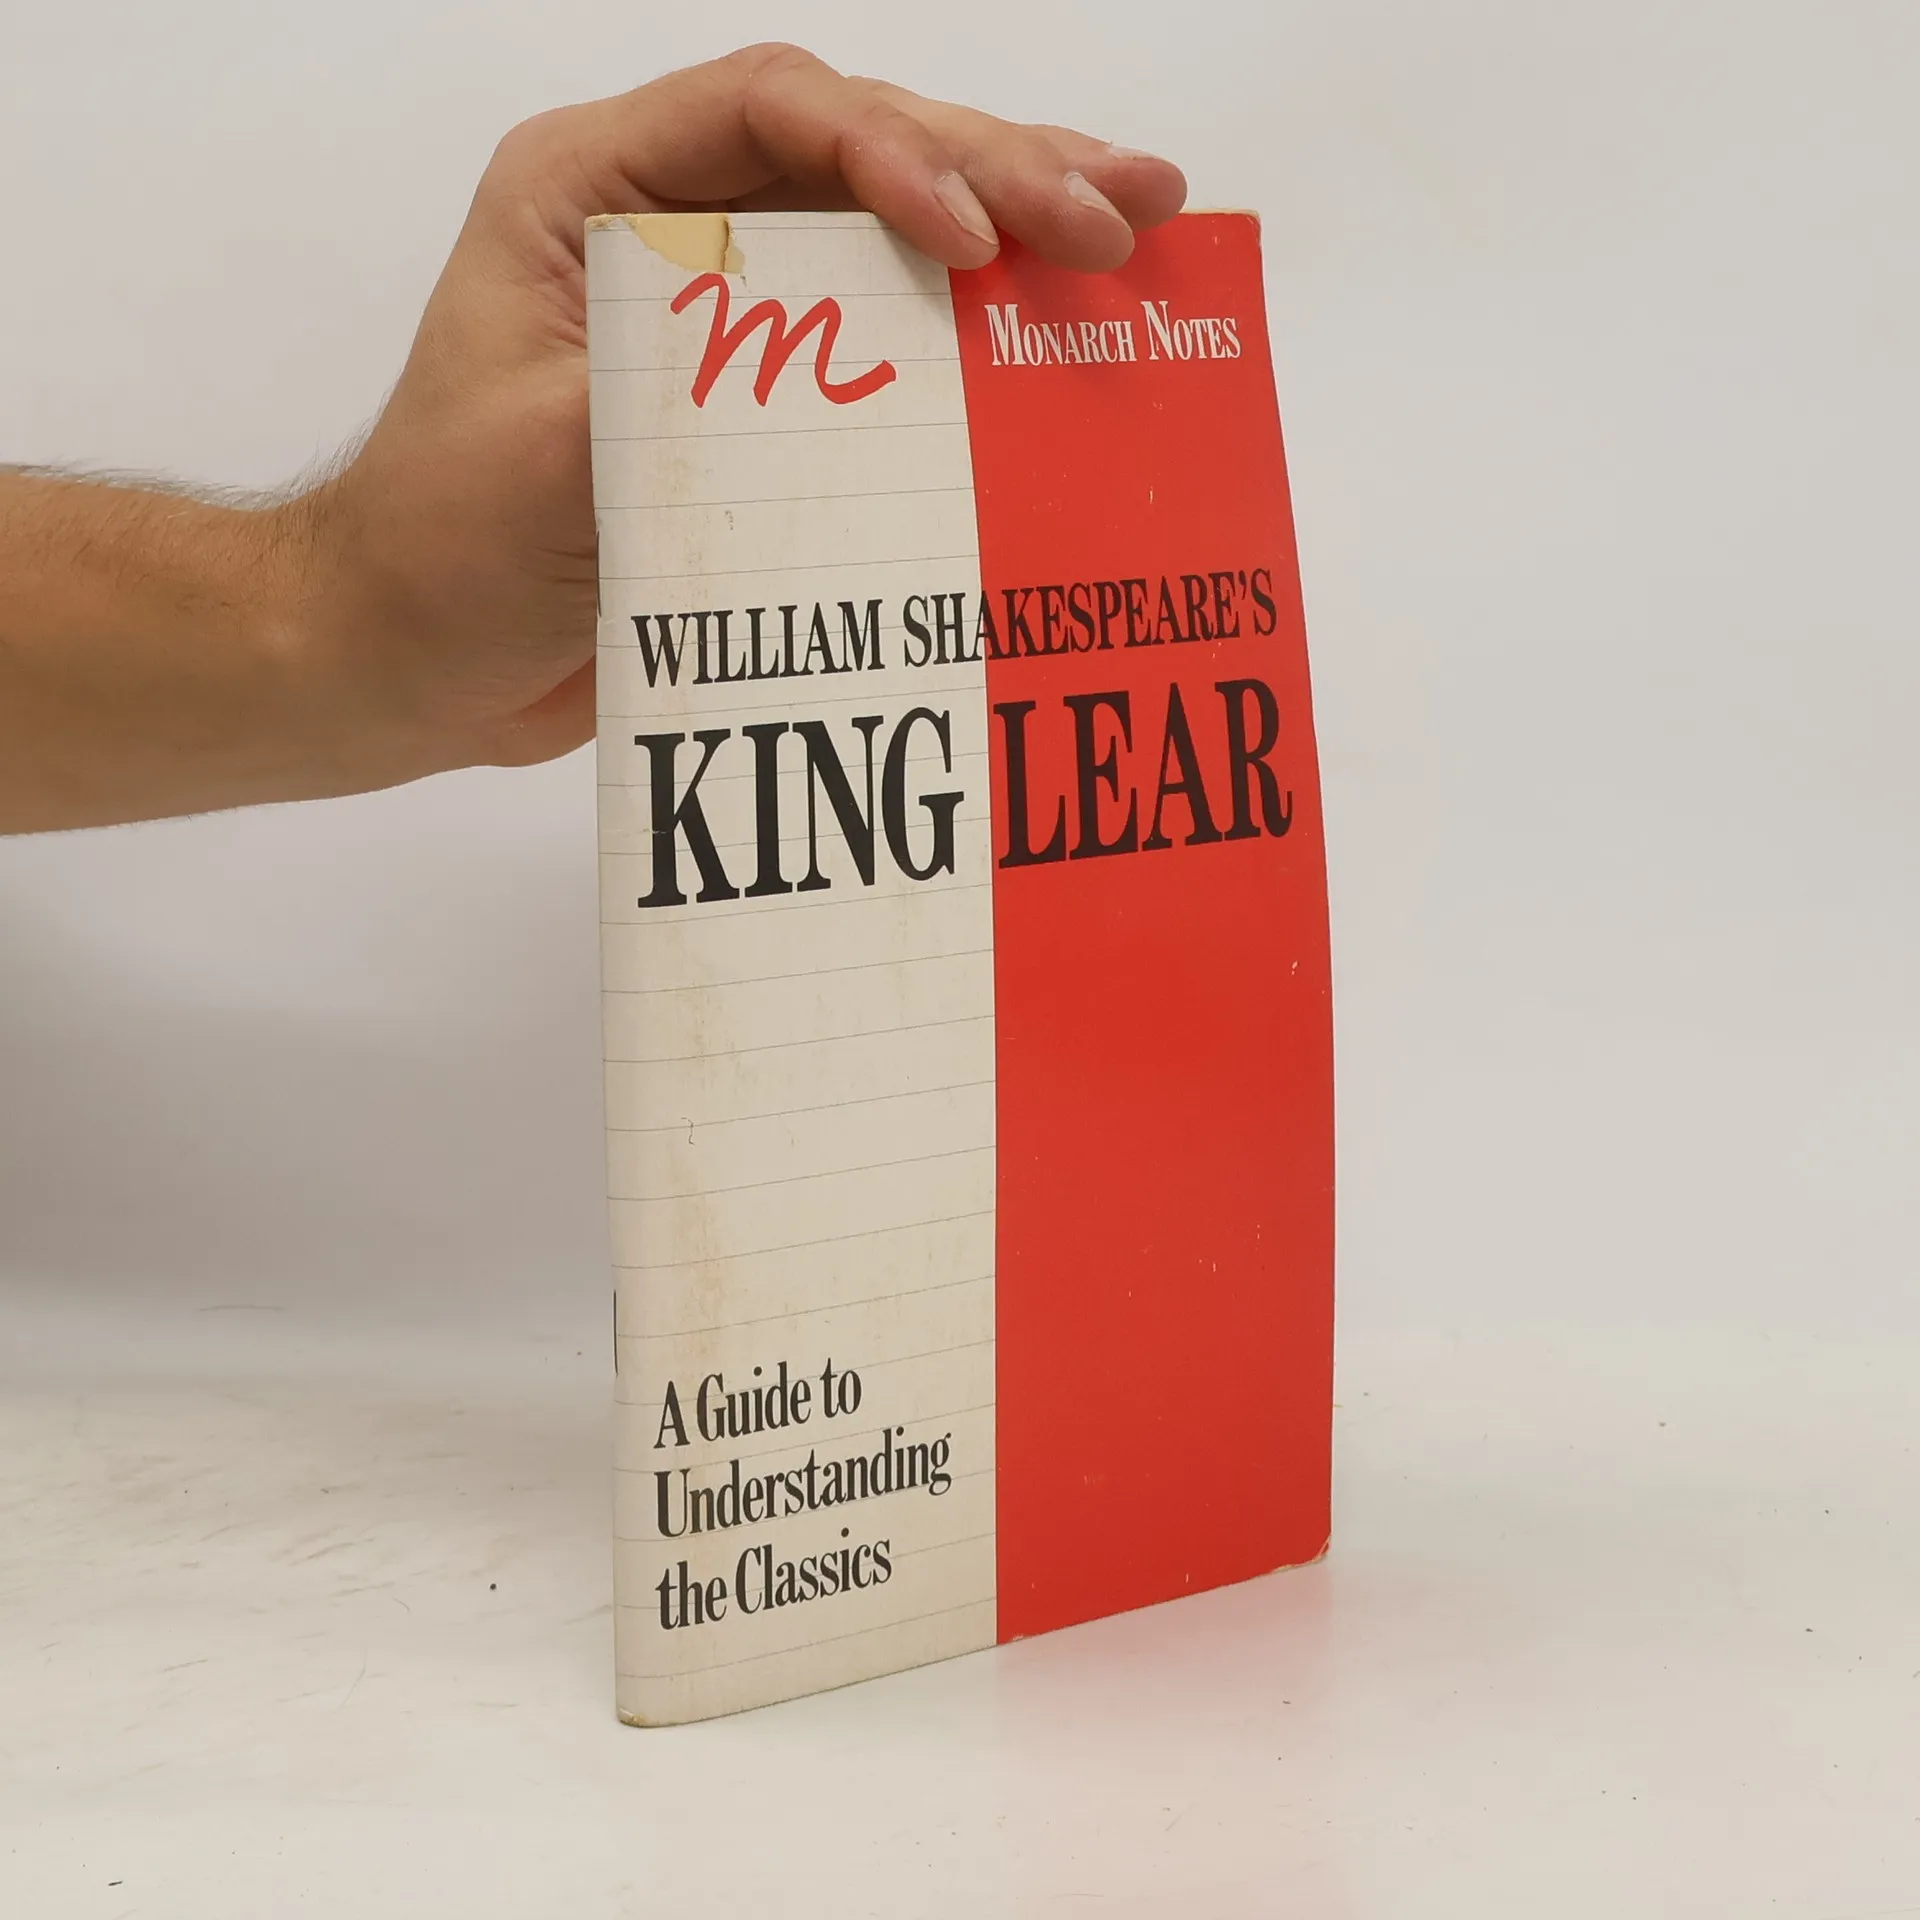 m
MONARCH NOTES
WILLIAM SHAKESPEARE'S
KING LEAR
A Guide to
Understanding
the Classics